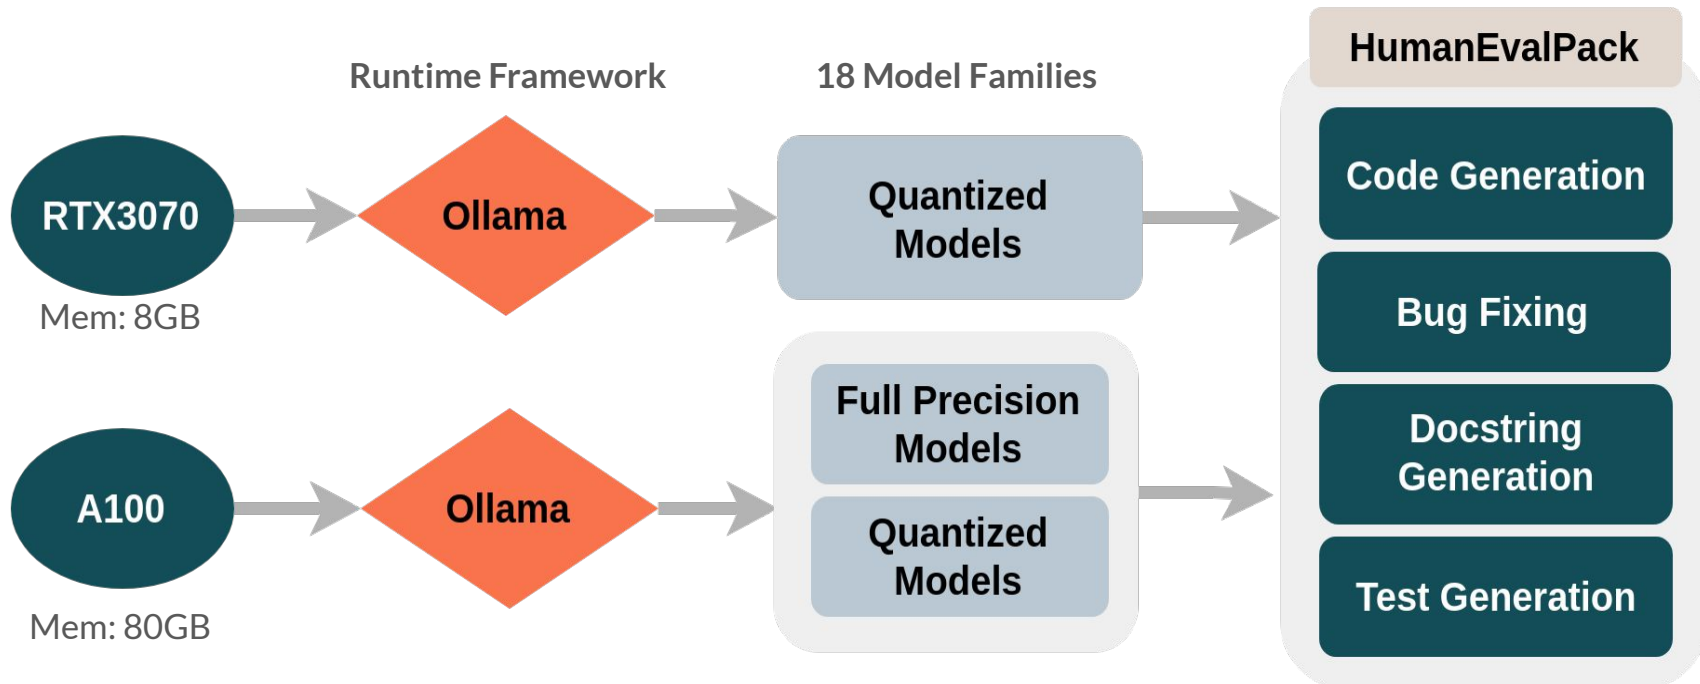 Runtime Framework
18 Model Families
HumanEvalPack
RTX3070
Mem: 8GB
Ollama
Quantized
Models
A100
Mem: 80GB
Ollama
Full Precision
Models
Quantized
Models
Code Generation
Bug Fixing
Docstring
Generation
Test Generation